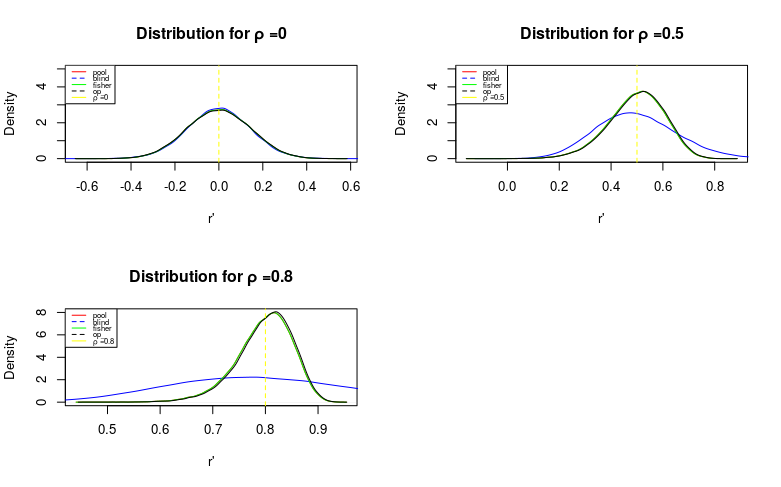 Distribution for ρ =0
Density
0
2
4
-0.6
-0.4
-0.2
0.0
0.2
0.4
0.6
r'
pool
blind
fisher
op
ρ =0
Distribution for ρ =0.5
Density
0
2
4
0.0
0.2
0.4
0.6
0.8
r'
pool
blind
fisher
op
ρ =0.5
Distribution for ρ =0.8
Density
0
2
4
6
8
0.5
0.6
0.7
0.8
0.9
r'
pool
blind
fisher
op
ρ =0.8